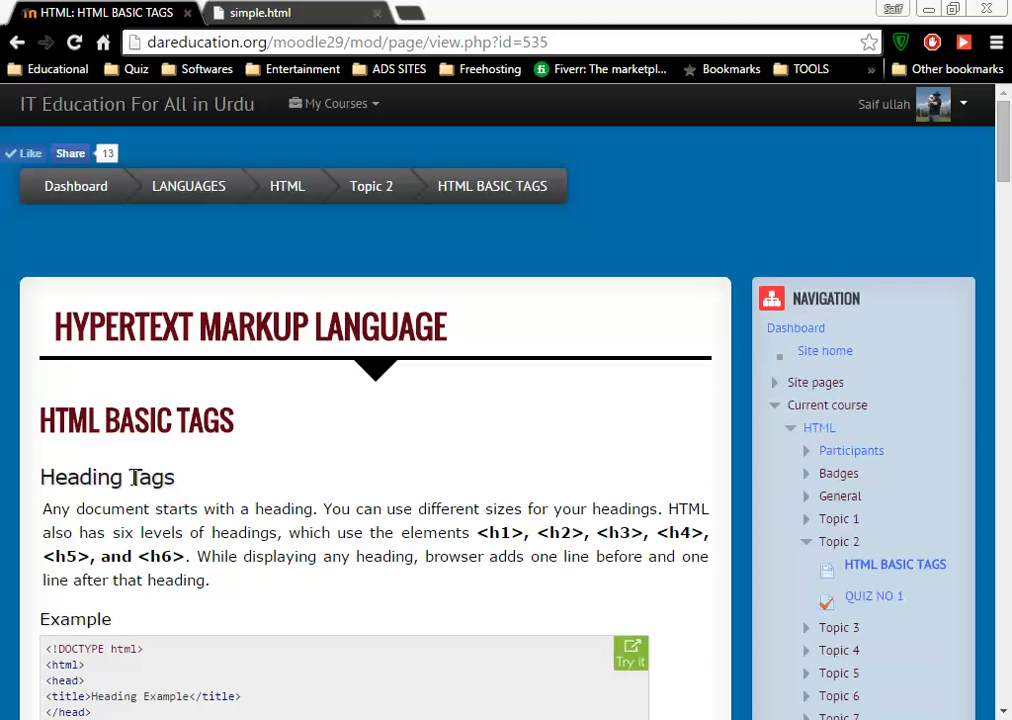 HTML: HTML BASIC TAGS
simple.html
Saif
dareducation.org/moodle29/mod/page/view.php?id=535
Educational Quiz Softwares Entertainment ADS SITES Freehosting Fiverr: The marketpl... Bookmarks TOOLS » Other bookmarks
IT Education For All in Urdu My Courses Saif ullah
Like Share 13
Dashboard LANGUAGES HTML Topic 2 HTML BASIC TAGS
HYPERTEXT MARKUP LANGUAGE
HTML BASIC TAGS
Heading Tags
Any document starts with a heading. You can use different sizes for your headings. HTML
also has six levels of headings, which use the elements <h1>, <h2>, <h3>, <h4>,
<h5>, and <h6>. While displaying any heading, browser adds one line before and one
line after that heading.
Example
<!DOCTYPE html>
<html>
<head>
<title>Heading Example</title>
</head>
Try it
NAVIGATION
Dashboard
Site home
Site pages
Current course
HTML
Participants
Badges
General
Topic 1
Topic 2
HTML BASIC TAGS
QUIZ NO 1
Topic 3
Topic 4
Topic 5
Topic 6
Topic 7